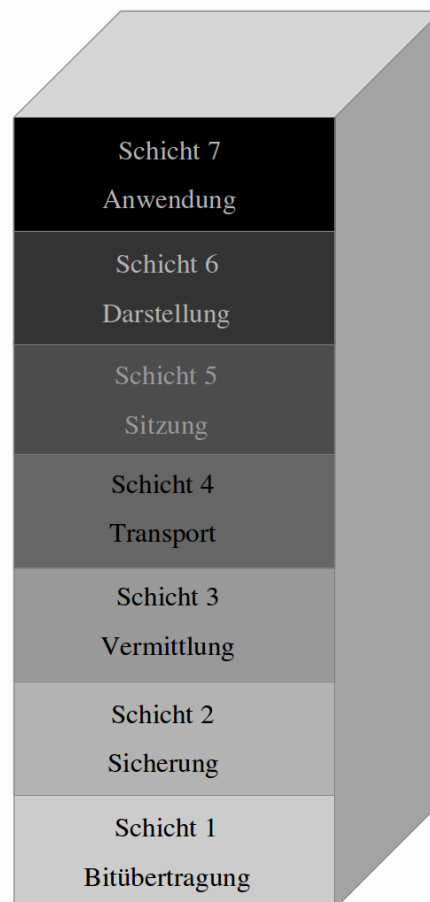 Schicht 7
Anwendung
Schicht 6
Darstellung
Schicht 5
Sitzung
Schicht 4
Transport
Schicht 3
Vermittlung
Schicht 2
Sicherung
Schicht 1
Bitübertragung